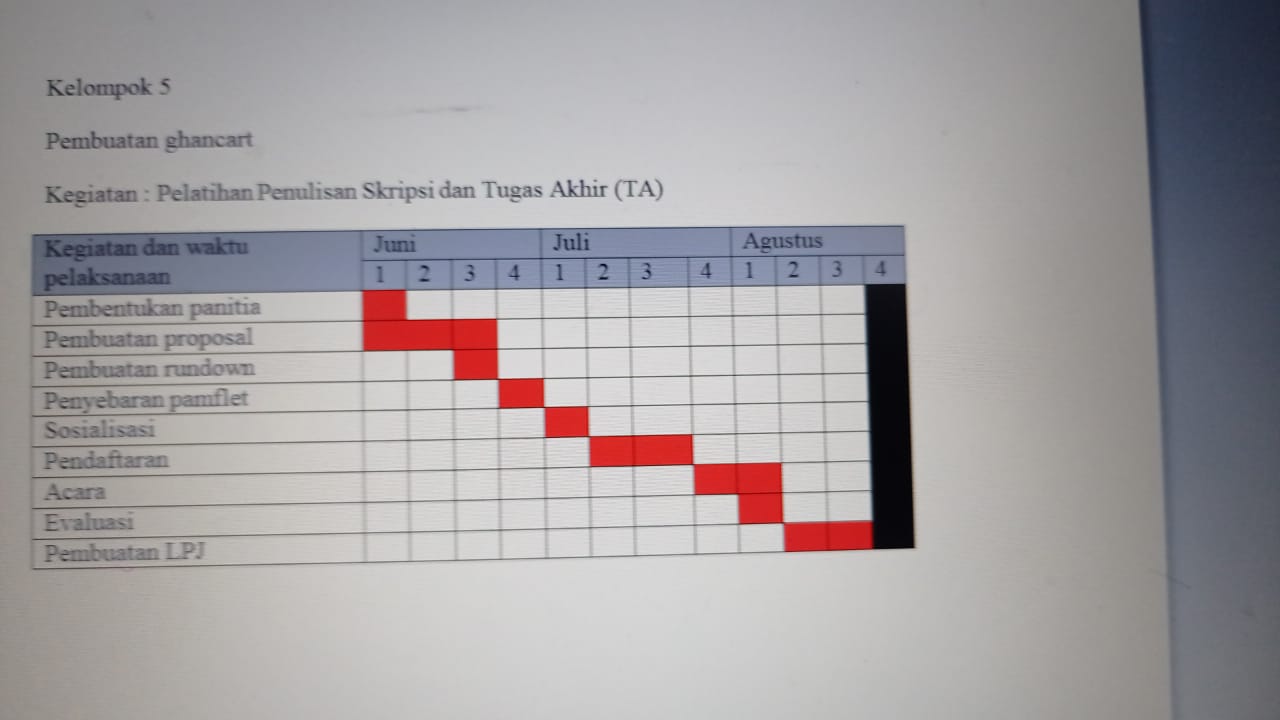 Kelompok 5
Pembuatan ghancart
Kegiatan : Pelatihan Penulisan Skripsi dan Tugas Akhir (TA)
Kegiatan dan waktu pelaksanaan Juni Juli Agustus
1 2 3 4 1 2 3 4 1 2 3 4
Pembentukan panitia
Pembuatan proposal
Pembuatan rundown
Penyebaran pamflet
Sosialisasi
Pendaftaran
Acara
Evaluasi
Pembuatan LPJ